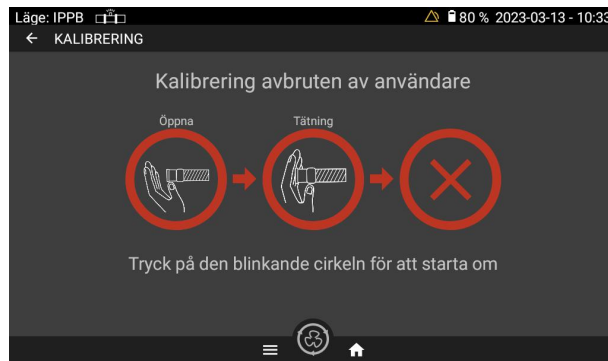 Läge: IPPB 80 % 2023-03-13 - 10:33
KALIBRERING
Kalibrering avbruten av användare
Öppna Tätning
Tryck på den blinkande cirkeln för att starta om